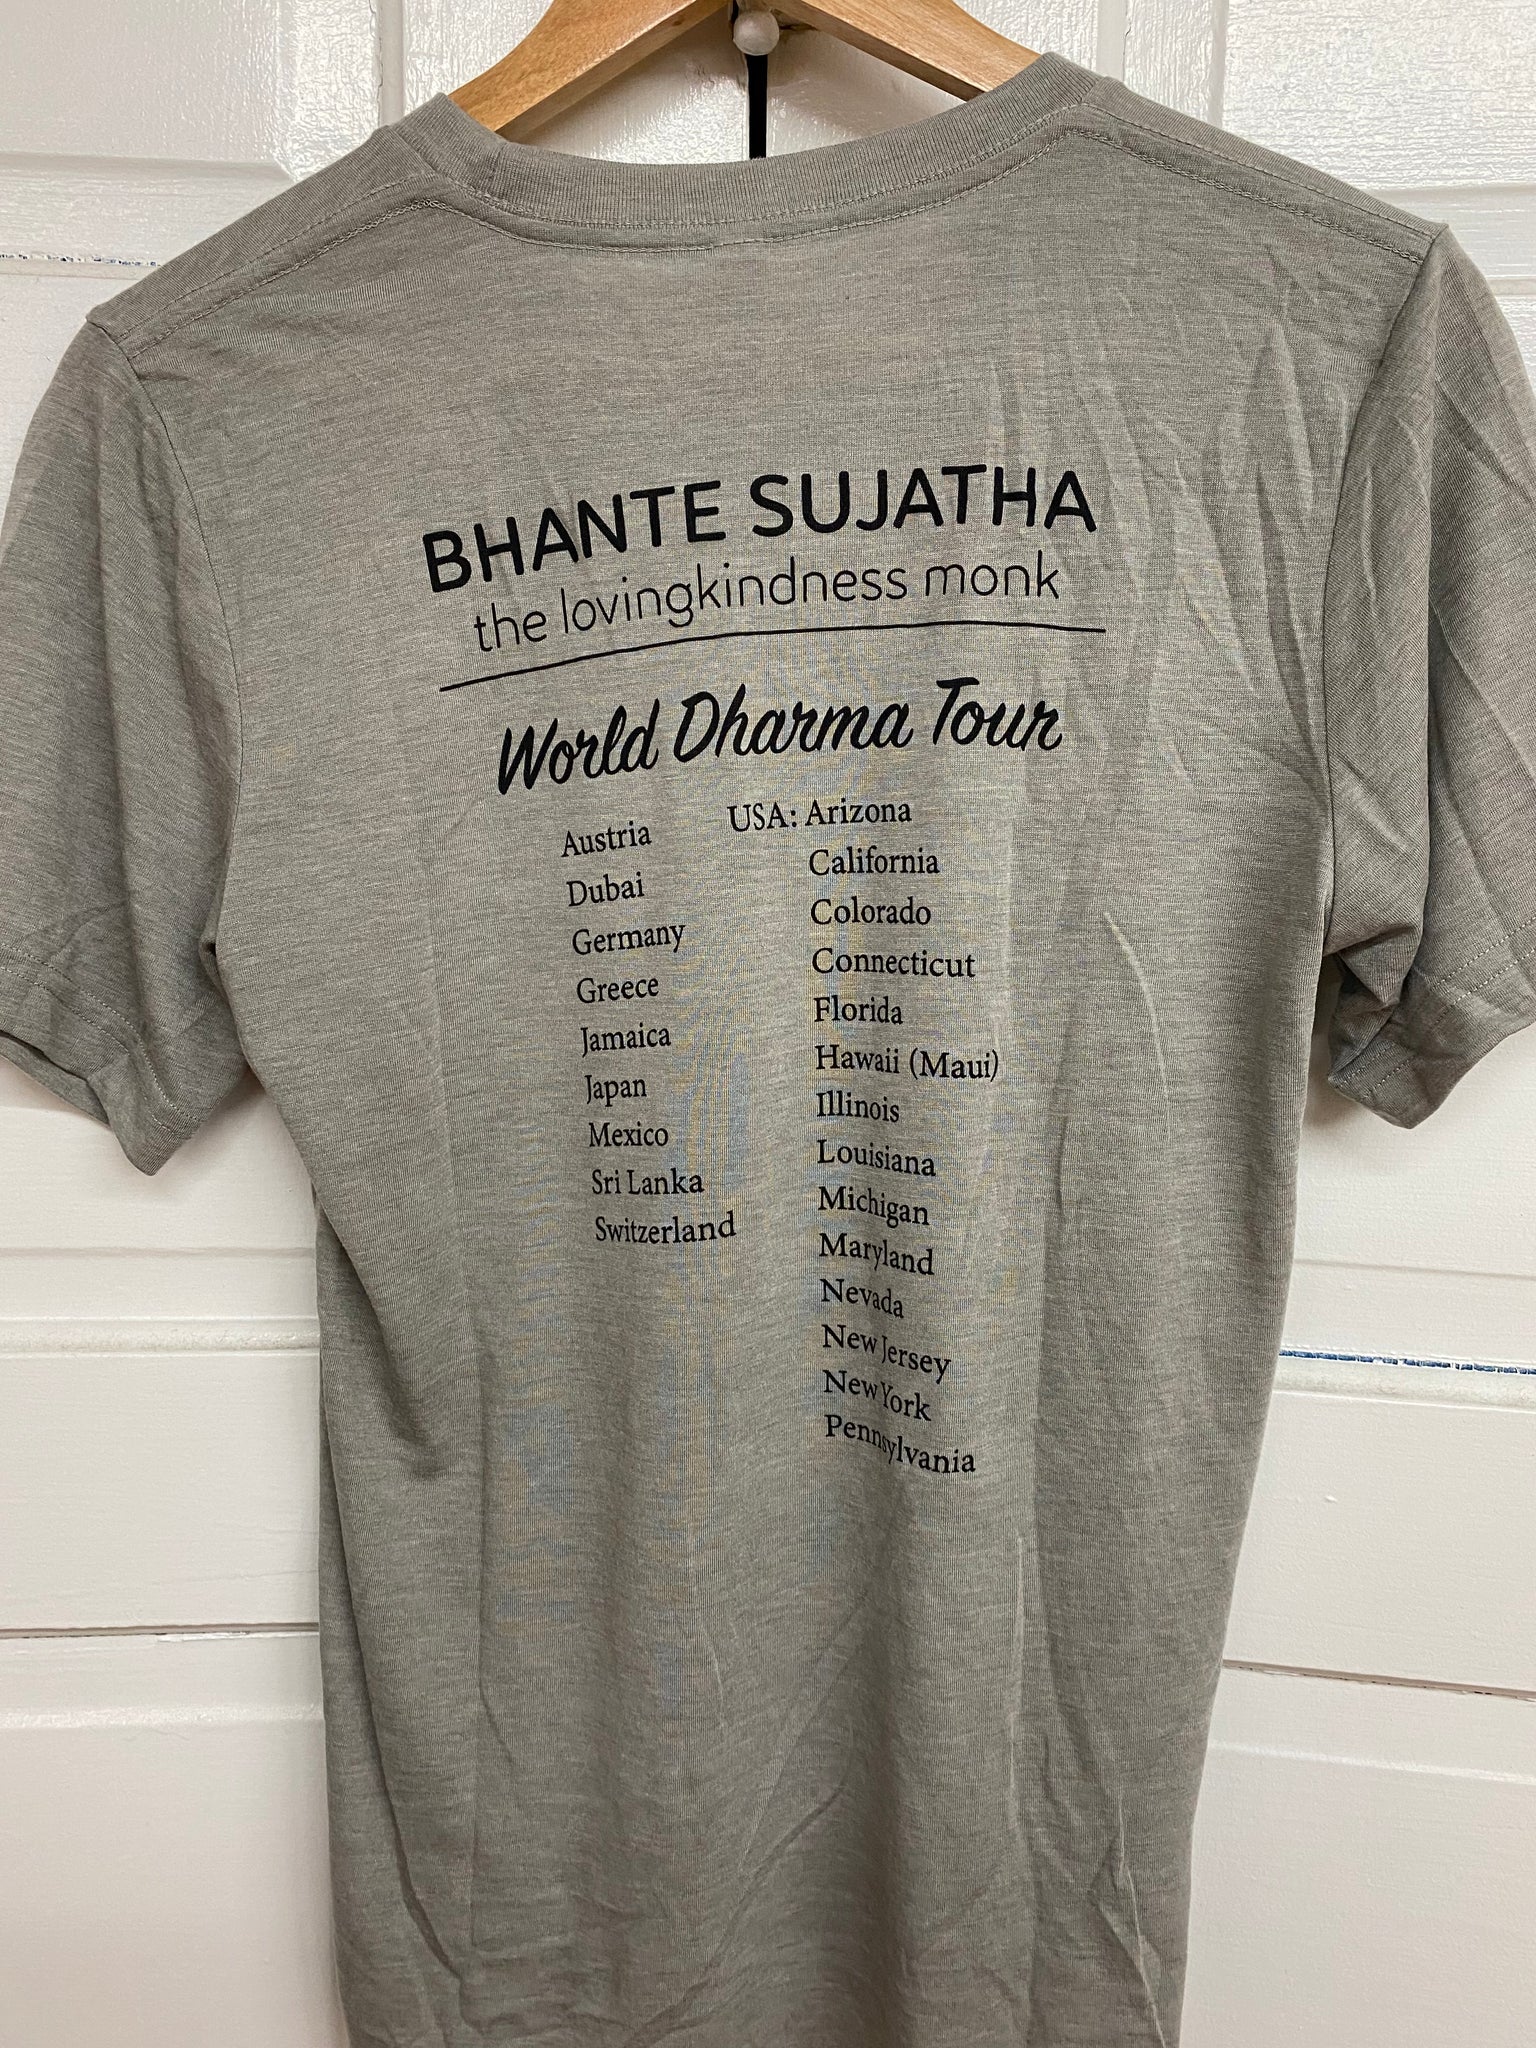 BHANTE SUJATHA
the lovingkindness monk
World Dharma Tour
Austria
Dubai
Germany
Greece
Jamaica
Japan
Mexico
Sri Lanka
Switzerland
USA: Arizona
California
Colorado
Connecticut
Florida
Hawaii (Maui)
Illinois
Louisiana
Michigan
Maryland
Nevada
New Jersey
New York
Pennsylvania